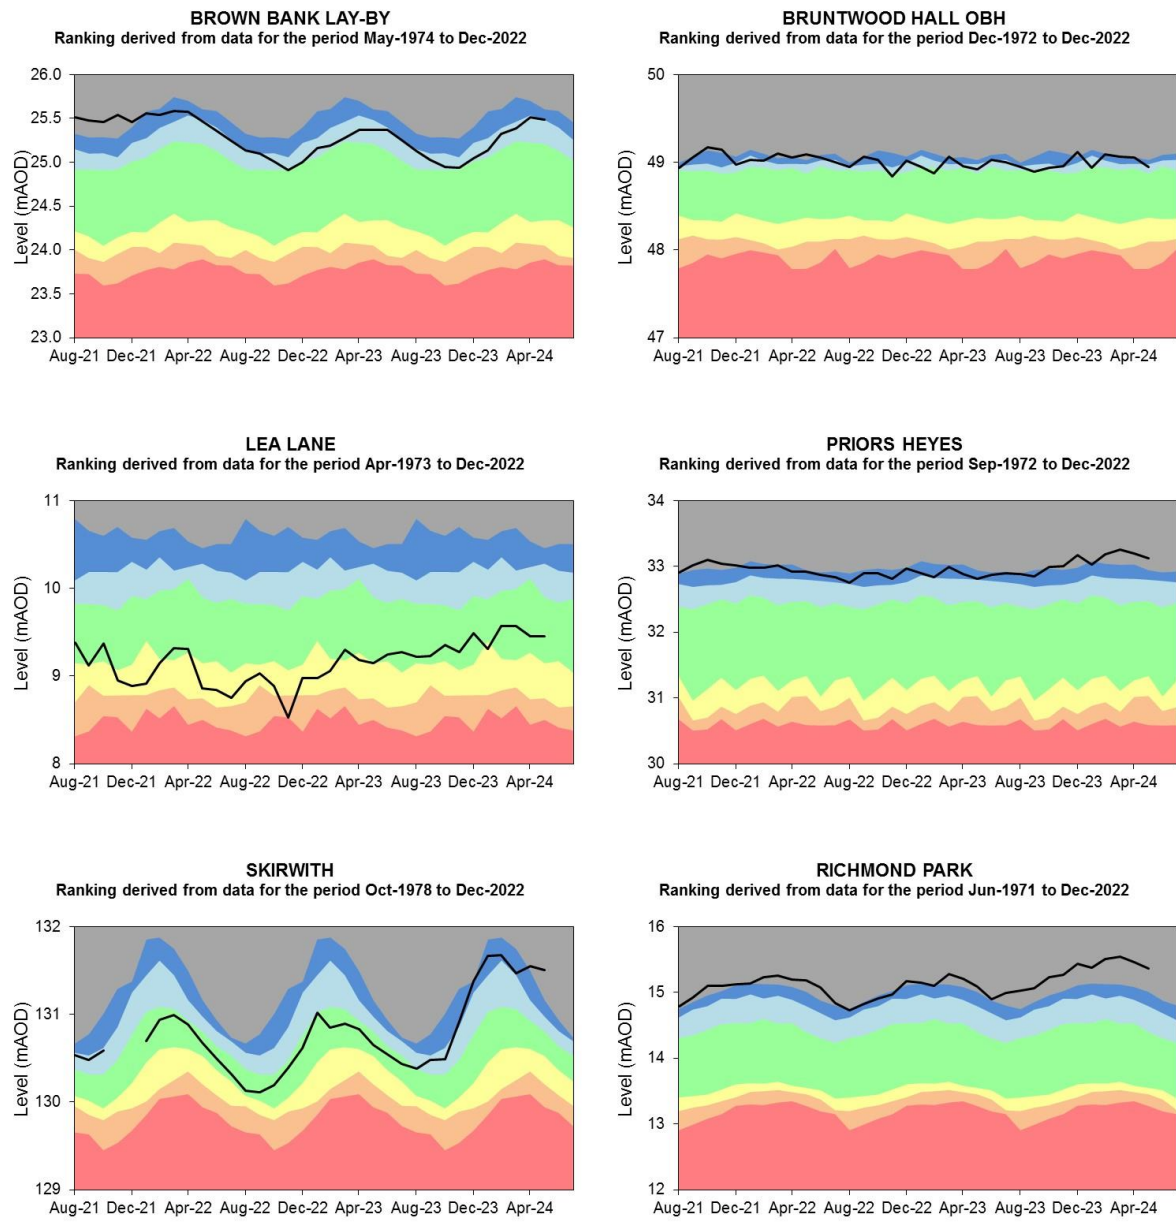 BROWN BANK LAY-BY
Ranking derived from data for the period May-1974 to Dec-2022
Level (mAOD)
26.0
25.5
25.0
24.5
24.0
23.5
23.0
Aug-21 Dec-21 Apr-22 Aug-22 Dec-22 Apr-23 Aug-23 Dec-23 Apr-24
BRUNTWOOD HALL OBH
Ranking derived from data for the period Dec-1972 to Dec-2022
Level (mAOD)
50
49
48
47
Aug-21 Dec-21 Apr-22 Aug-22 Dec-22 Apr-23 Aug-23 Dec-23 Apr-24
LEA LANE
Ranking derived from data for the period Apr-1973 to Dec-2022
Level (mAOD)
11
10
9
8
Aug-21 Dec-21 Apr-22 Aug-22 Dec-22 Apr-23 Aug-23 Dec-23 Apr-24
PRIORS HEYES
Ranking derived from data for the period Sep-1972 to Dec-2022
Level (mAOD)
34
33
32
31
30
Aug-21 Dec-21 Apr-22 Aug-22 Dec-22 Apr-23 Aug-23 Dec-23 Apr-24
SKIRWITH
Ranking derived from data for the period Oct-1978 to Dec-2022
Level (mAOD)
132
131
130
129
Aug-21 Dec-21 Apr-22 Aug-22 Dec-22 Apr-23 Aug-23 Dec-23 Apr-24
RICHMOND PARK
Ranking derived from data for the period Jun-1971 to Dec-2022
Level (mAOD)
16
15
14
13
12
Aug-21 Dec-21 Apr-22 Aug-22 Dec-22 Apr-23 Aug-23 Dec-23 Apr-24